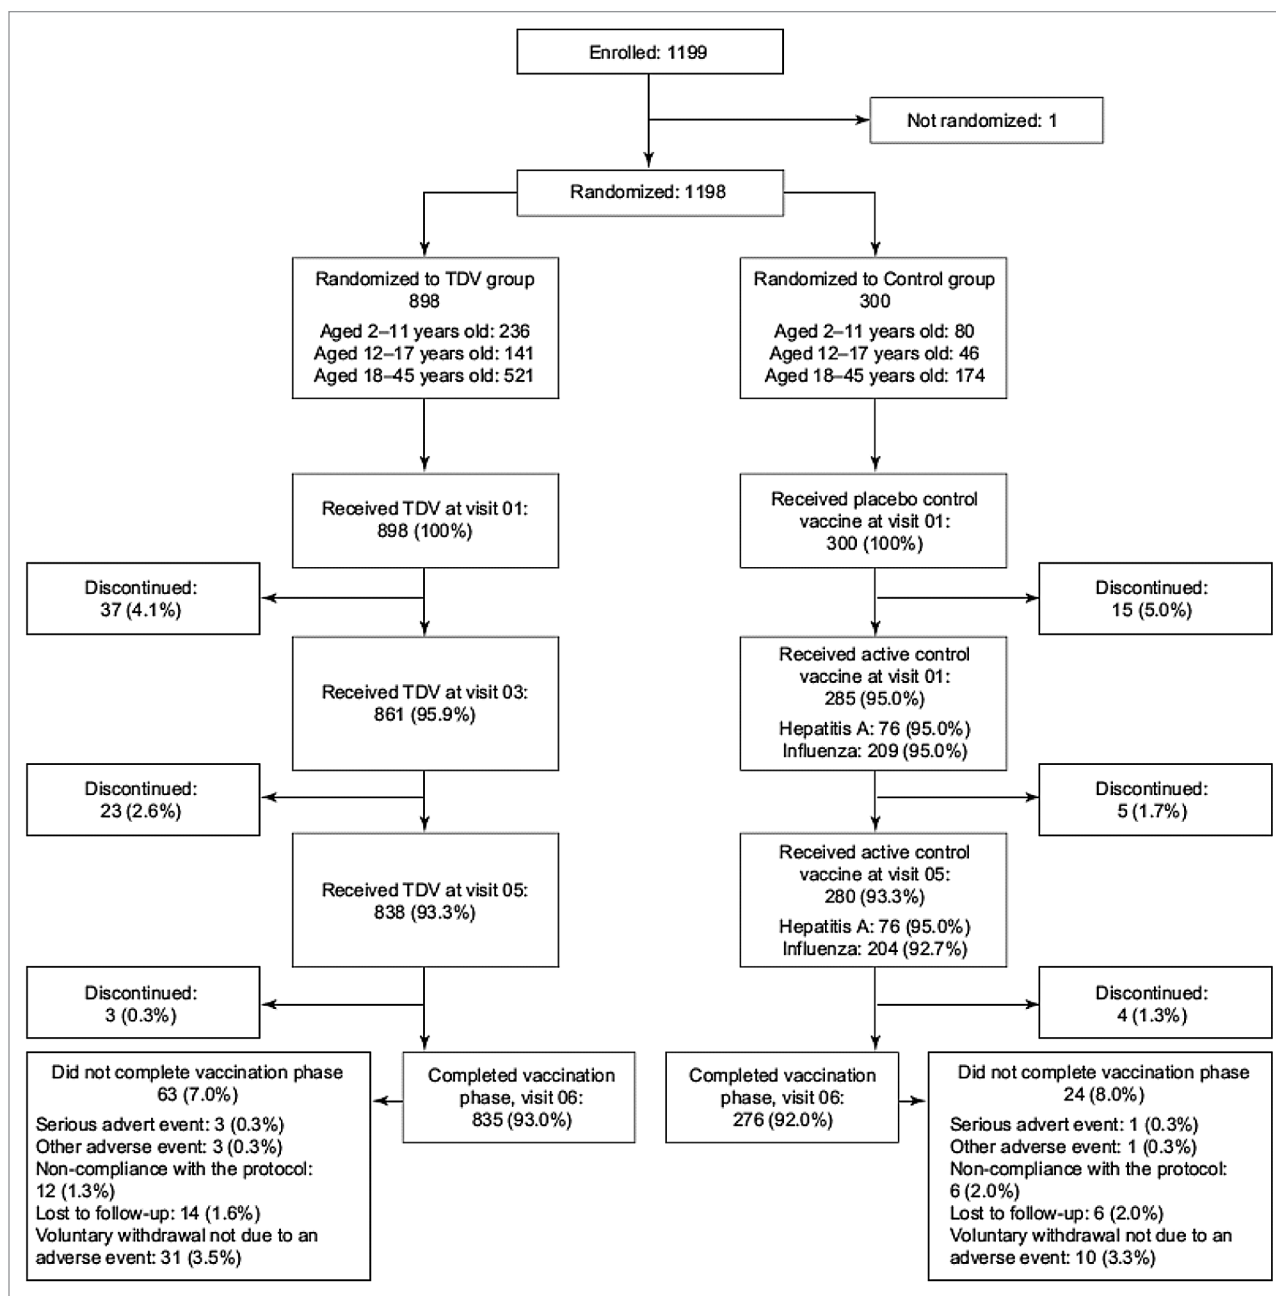 Enrolled: 1199
Not randomized: 1
Randomized: 1198
Randomized to TDV group
898
Aged 2–11 years old: 236
Aged 12–17 years old: 141
Aged 18–45 years old: 521
Randomized to Control group
300
Aged 2–11 years old: 80
Aged 12–17 years old: 46
Aged 18–45 years old: 174
Received TDV at visit 01:
898 (100%)
Received placebo control
vaccine at visit 01:
300 (100%)
Discontinued:
37 (4.1%)
Discontinued:
15 (5.0%)
Received TDV at visit 03:
861 (95.9%)
Received active control
vaccine at visit 01:
285 (95.0%)
Hepatitis A: 76 (95.0%)
Influenza: 209 (95.0%)
Discontinued:
23 (2.6%)
Discontinued:
5 (1.7%)
Received TDV at visit 05:
838 (93.3%)
Received active control
vaccine at visit 05:
280 (93.3%)
Hepatitis A: 76 (95.0%)
Influenza: 204 (92.7%)
Discontinued:
3 (0.3%)
Discontinued:
4 (1.3%)
Did not complete vaccination phase
63 (7.0%)
Serious advert event: 3 (0.3%)
Other adverse event: 3 (0.3%)
Non-compliance with the protocol:
12 (1.3%)
Lost to follow-up: 14 (1.6%)
Voluntary withdrawal not due to an
adverse event: 31 (3.5%)
Completed vaccination
phase, visit 06:
835 (93.0%)
Completed vaccination
phase, visit 06:
276 (92.0%)
Did not complete vaccination phase
24 (8.0%)
Serious advert event: 1 (0.3%)
Other adverse event: 1 (0.3%)
Non-compliance with the protocol:
6 (2.0%)
Lost to follow-up: 6 (2.0%)
Voluntary withdrawal not due to an
adverse event: 10 (3.3%)